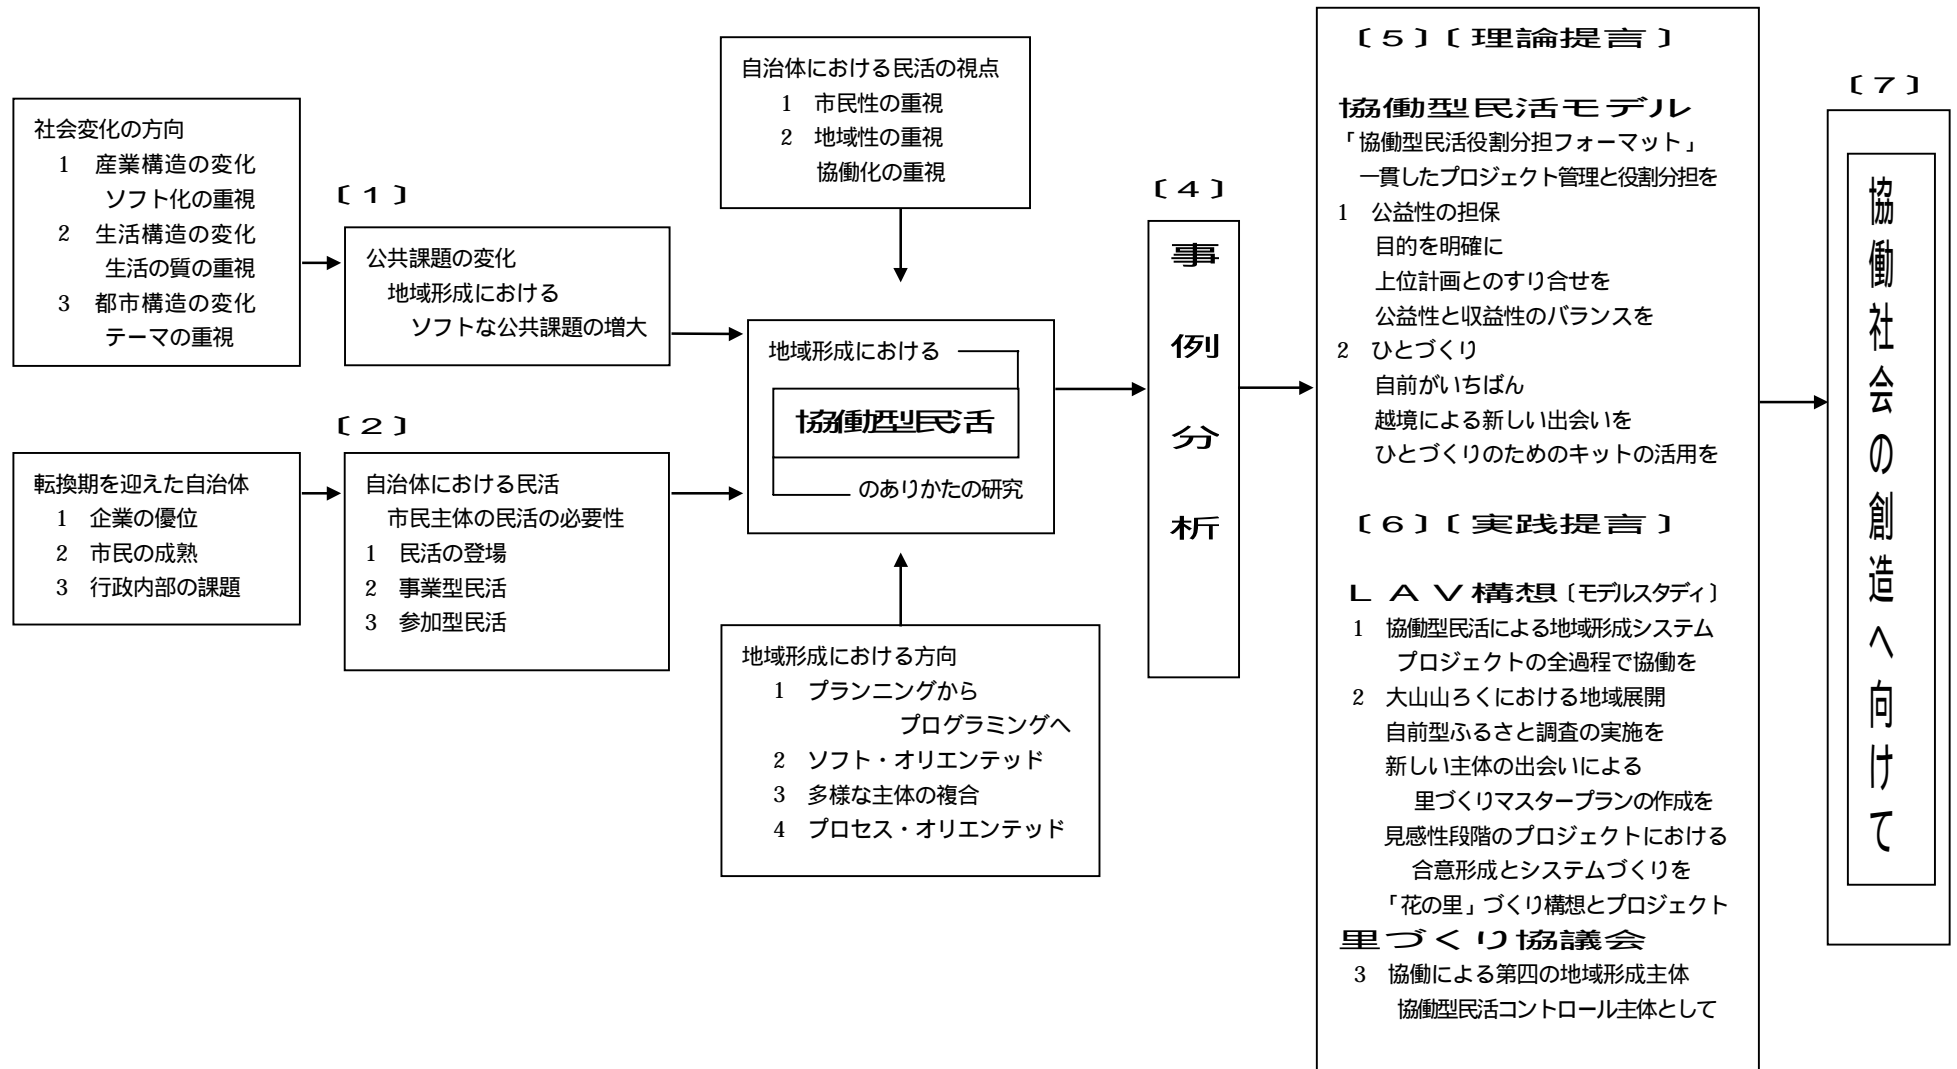 社会変化の方向
1 産業構造の変化
ソフト化の重視
2 生活構造の変化
生活の質の重視
3 都市構造の変化
テーマの重視
〔１〕
公共課題の変化
地域形成における
ソフトな公共課題の増大
転換期を迎えた自治体
1 企業の優位
2 市民の成熟
3 行政内部の課題
〔２〕
自治体における民活
市民主体の民活の必要性
1 民活の登場
2 事業型民活
3 参加型民活
自治体における民活の視点
1 市民性の重視
2 地域性の重視
協働化の重視
地域形成における
協働型民活
のありかたの研究
地域形成における方向
1 プランニングから
プログラミングへ
2 ソフト・オリエンテッド
3 多様な主体の複合
4 プロセス・オリエンテッド
〔４〕
事例分析
〔５〕〔理論提言〕
協働型民活モデル
「協働型民活役割分担フォーマット」
一貫したプロジェクト管理と役割分担を
1 公益性の担保
目的を明確に
上位計画とのすり合せを
公益性と収益性のバランスを
2 ひとづくり
自前がいちばん
越境による新しい出会いを
ひとづくりのためのキットの活用を
〔６〕〔実践提言〕
ＬＡＶ構想〔モデルスタディ〕
1 協働型民活による地域形成システム
プロジェクトの全過程で協働を
2 大山山ろくにおける地域展開
自前型ふるさと調査の実施を
新しい主体の出会いによる
里づくりマスタープランの作成を
見感性段階のプロジェクトにおける
合意形成とシステムづくりを
「花の里」づくり構想とプロジェクト
里づくり協議会
3 協働による第四の地域形成主体
協働型民活コントロール主体として
〔７〕
協働社会の創造へ向けて